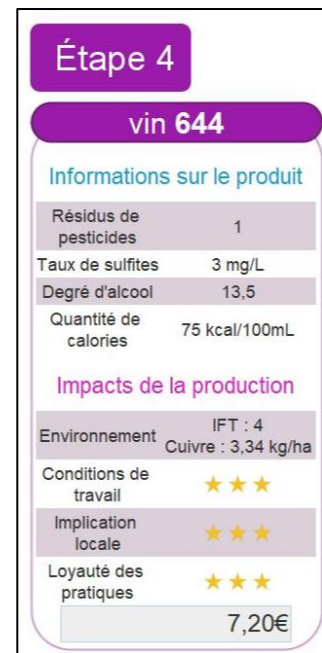 Étape 4
vin 644
Informations sur le produit
Résidus de pesticides 1
Taux de sulfites 3 mg/L
Degré d'alcool 13,5
Quantité de calories 75 kcal/100mL
Impacts de la production
Environnement IFT : 4
Cuivre : 3,34 kg/ha
Conditions de travail ★★★
Implication locale ★★★
Loyauté des pratiques ★★★
7,20€